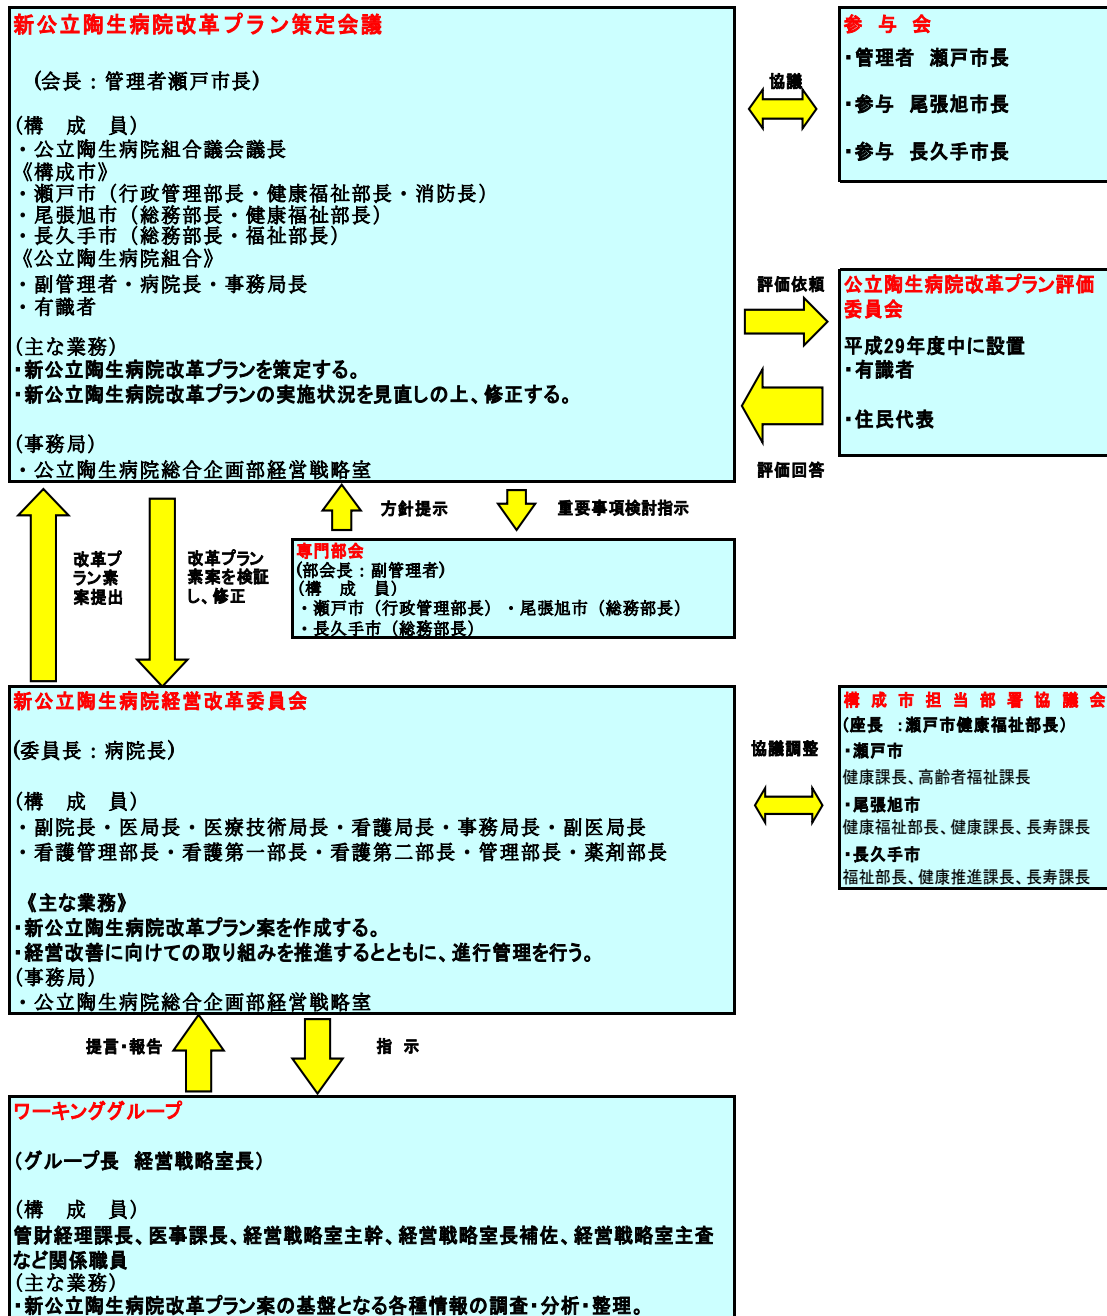 新公立陶生病院改革プラン策定会議
(会長：管理者瀬戸市長)
(構　成　員)
・公立陶生病院組合議会議長
《構成市》
・瀬戸市（行政管理部長・健康福祉部長・消防長）
・尾張旭市（総務部長・健康福祉部長）
・長久手市（総務部長・福祉部長）
《公立陶生病院組合》
・副管理者・病院長・事務局長
・有識者
(主な業務)
・新公立陶生病院改革プランを策定する。
・新公立陶生病院改革プランの実施状況を見直しの上、修正する。
(事務局)
・公立陶生病院総合企画部経営戦略室
協議
参　与　会
・管理者　瀬戸市長
・参与　尾張旭市長
・参与　長久手市長
評価依頼
評価回答
公立陶生病院改革プラン評価
委員会
平成29年度中に設置
・有識者
・住民代表
改革プ
ラン素
案提出
改革プラン
素案を検証
し、修正
方針提示
重要事項検討指示
専門部会
(部会長：副管理者)
(構　成　員)
・瀬戸市（行政管理部長）・尾張旭市（総務部長）
・長久手市（総務部長）
新公立陶生病院経営改革委員会
(委員長：病院長)
(構　成　員)
・副院長・医局長・医療技術局長・看護局長・事務局長・副医局長
・看護管理部長・看護第一部長・看護第二部長・管理部長・薬剤部長
《主な業務》
・新公立陶生病院改革プラン案を作成する。
・経営改善に向けての取り組みを推進するとともに、進行管理を行う。
(事務局)
・公立陶生病院総合企画部経営戦略室
協議調整
構成市担当部署協議会
(座長　：瀬戸市健康福祉部長)
・瀬戸市
健康課長、高齢者福祉課長
・尾張旭市
健康福祉部長、健康課長、長寿課長
・長久手市
福祉部長、健康推進課長、長寿課長
提言・報告
指　示
ワーキンググループ
(グループ長　経営戦略室長)
(構　成　員)
管財経理課長、医事課長、経営戦略室主幹、経営戦略室長補佐、経営戦略室主査
など関係職員
(主な業務)
・新公立陶生病院改革プラン案の基盤となる各種情報の調査・分析・整理。